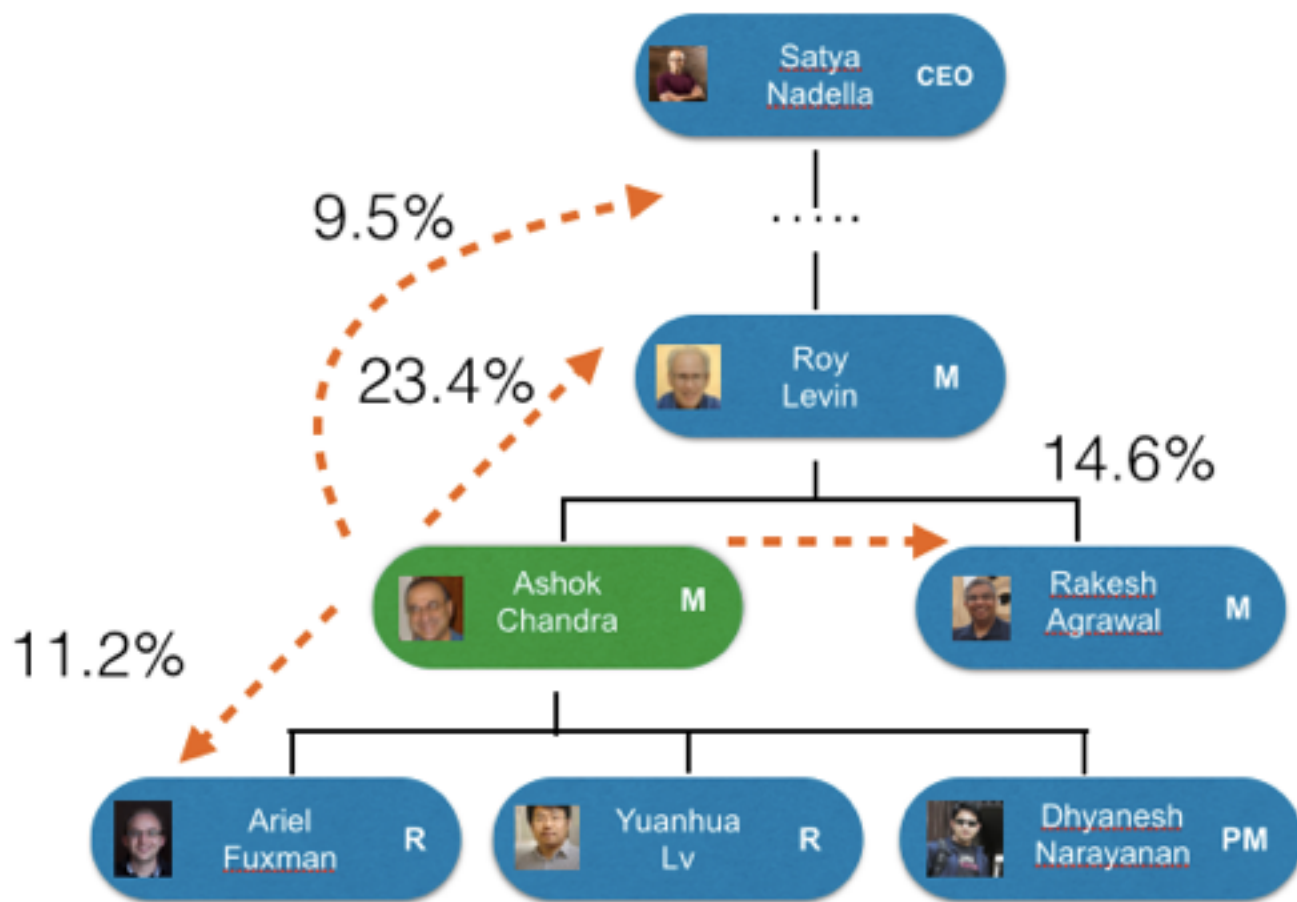 Satya
Nadella
CEO
.....
9.5%
Roy
Levin
M
23.4%
14.6%
Ashok
Chandra
M
Rakesh
Agrawal
M
11.2%
Ariel
Fuxman
R
Yuanhua
Lv
R
Dhyanesh
Narayanan
PM